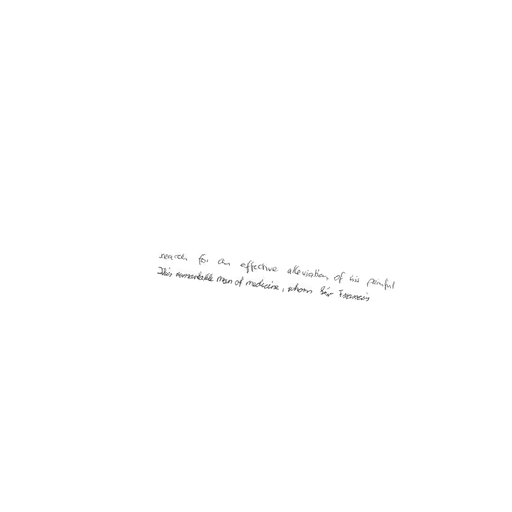 search for an effective alleviation of his painful
This remarkable man of medicine, whom Sir Francis